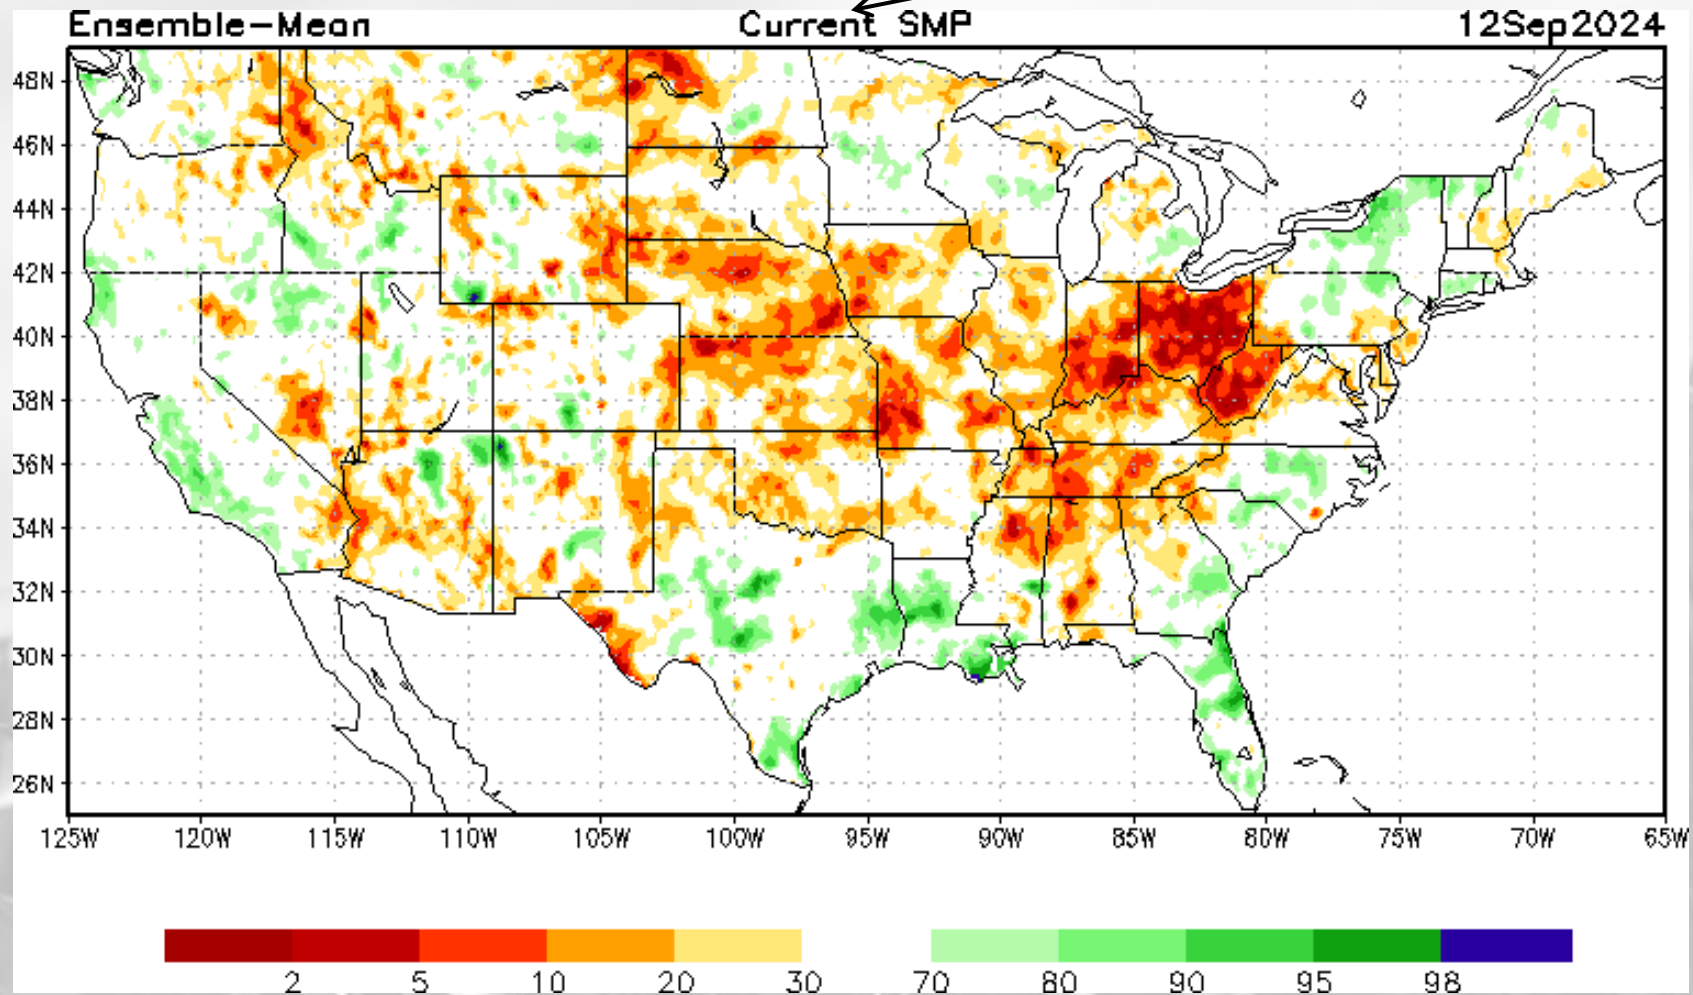 Ensemble-Mean Current SMP 12Sep2024
48N
46N
44N
42N
40N
38N
36N
34N
32N
30N
28N
26N
125W 120W 115W 110W 105W 100W 95W 90W 85W 80W 75W 70W 65W
2 5 10 20 30 70 80 90 95 98